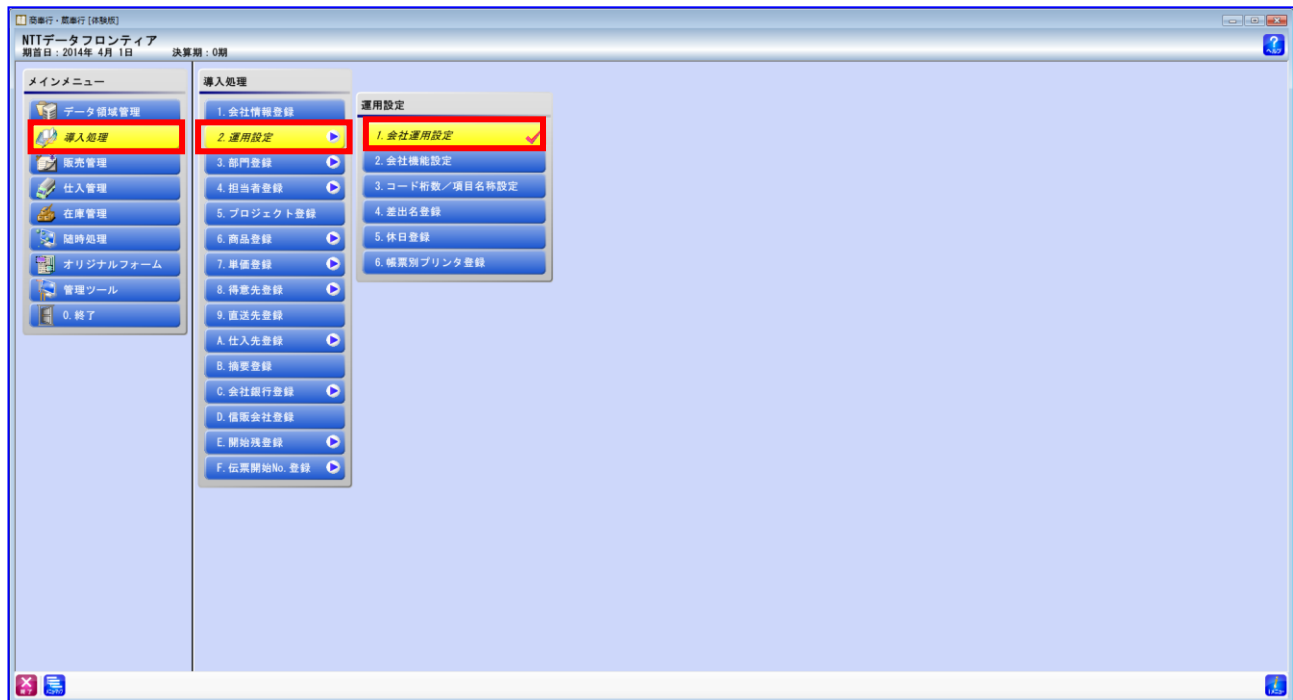 商奉行・蔵奉行 [体験版]
NTTデータフロンティア
期首日：2014年 4月 1日　決算期：0期
ヘルプ
メインメニュー
データ領域管理
導入処理
販売管理
仕入管理
在庫管理
随時処理
オリジナルフォーム
管理ツール
0. 終了
導入処理
1. 会社情報登録
2. 運用設定
3. 部門登録
4. 担当者登録
5. プロジェクト登録
6. 商品登録
7. 単価登録
8. 得意先登録
9. 直送先登録
A. 仕入先登録
B. 摘要登録
C. 会社銀行登録
D. 信販会社登録
E. 開始残登録
F. 伝票開始No. 登録
運用設定
1. 会社運用設定
2. 会社機能設定
3. コード桁数／項目名称設定
4. 差出名登録
5. 休日登録
6. 帳票別プリンタ登録
終了